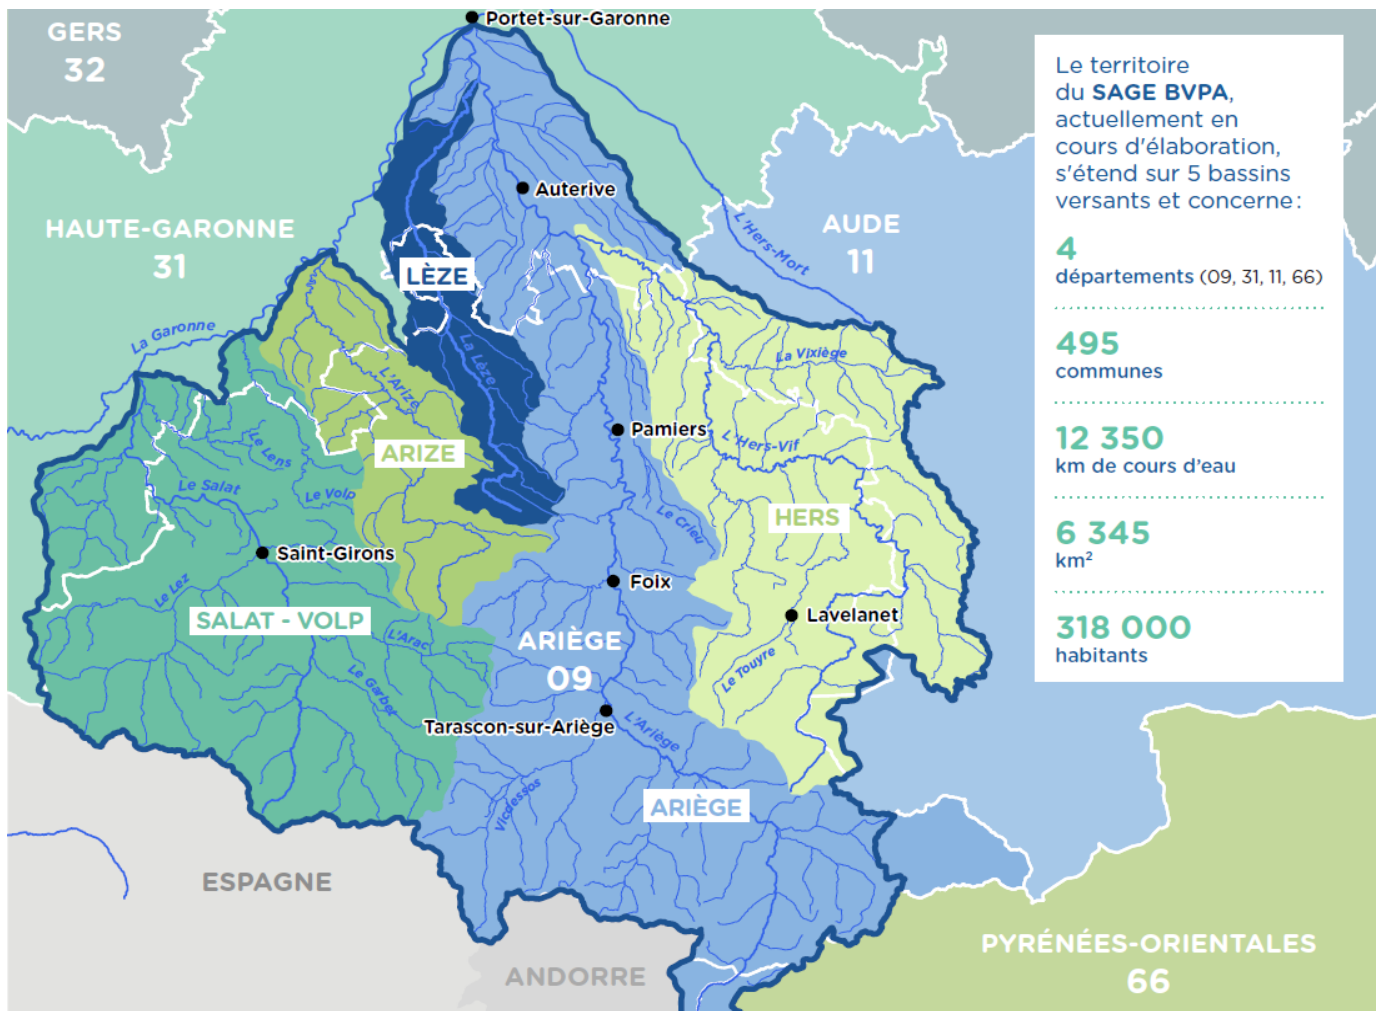 Portet-sur-Garonne
GERS
32
Le territoire
du SAGE BVPA,
actuellement en
cours d'élaboration,
s'étend sur 5 bassins
versants et concerne :
4
départements (09, 31, 11, 66)
495
communes
12 350
km de cours d'eau
6 345
km²
318 000
habitants
Auterive
HAUTE-GARONNE
31
AUDE
11
L'Hers-Mort
LÈZE
La Garonne
La Lèze
La Vixiège
L'Arize
Pamiers
L'Hers-Vif
ARIZE
Le Lens
Le Salat
Le Volp
Le Crieu
HERS
Saint-Girons
Foix
Le Lez
Lavelanet
SALAT - VOLP
L'Arac
ARIÈGE
09
Le Touyre
Le Garbet
Tarascon-sur-Ariège
L'Ariège
Vicdessos
ARIÈGE
ESPAGNE
ANDORRE
PYRÉNÉES-ORIENTALES
66